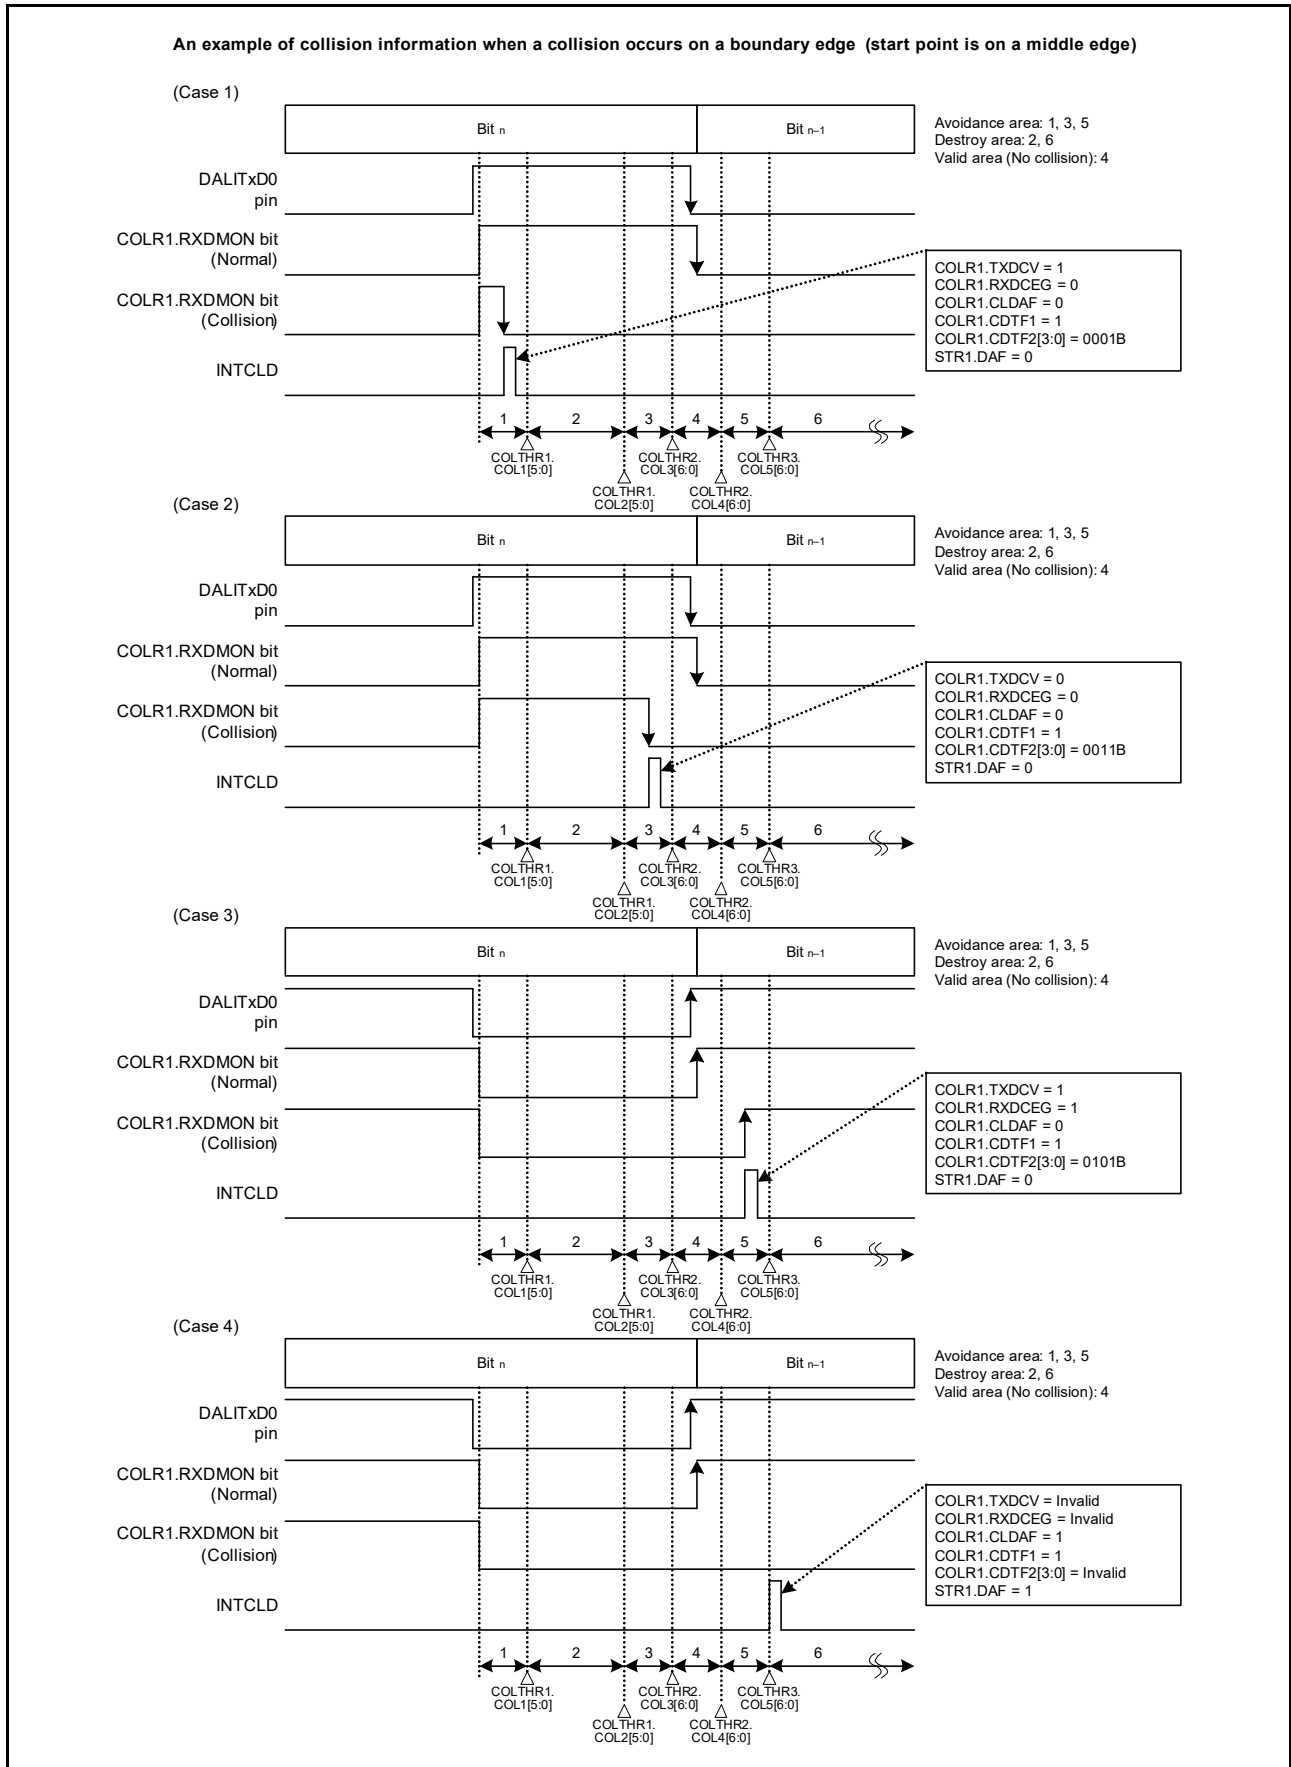 An example of collision information when a collision occurs on a boundary edge (start point is on a middle edge)
(Case 1)
Bit n
Bit n–1
Avoidance area: 1, 3, 5
Destroy area: 2, 6
Valid area (No collision): 4
DALITxD0
pin
COLR1.RXDMON bit
(Normal)
COLR1.RXDMON bit
(Collision)
INTCLD
COLR1.TXDCV = 1
COLR1.RXDCEG = 0
COLR1.CLDAF = 0
COLR1.CDTF1 = 1
COLR1.CDTF2[3:0] = 0001B
STR1.DAF = 0
1 2 3 4 5 6
COLTHR1. COLTHR2. COLTHR3.
COL1[5:0] COL3[6:0] COL5[6:0]
COLTHR1. COLTHR2.
COL2[5:0] COL4[6:0]
(Case 2)
Bit n
Bit n–1
Avoidance area: 1, 3, 5
Destroy area: 2, 6
Valid area (No collision): 4
DALITxD0
pin
COLR1.RXDMON bit
(Normal)
COLR1.RXDMON bit
(Collision)
INTCLD
COLR1.TXDCV = 0
COLR1.RXDCEG = 0
COLR1.CLDAF = 0
COLR1.CDTF1 = 1
COLR1.CDTF2[3:0] = 0011B
STR1.DAF = 0
1 2 3 4 5 6
COLTHR1. COLTHR2. COLTHR3.
COL1[5:0] COL3[6:0] COL5[6:0]
COLTHR1. COLTHR2.
COL2[5:0] COL4[6:0]
(Case 3)
Bit n
Bit n–1
Avoidance area: 1, 3, 5
Destroy area: 2, 6
Valid area (No collision): 4
DALITxD0
pin
COLR1.RXDMON bit
(Normal)
COLR1.RXDMON bit
(Collision)
INTCLD
COLR1.TXDCV = 1
COLR1.RXDCEG = 1
COLR1.CLDAF = 0
COLR1.CDTF1 = 1
COLR1.CDTF2[3:0] = 0101B
STR1.DAF = 0
1 2 3 4 5 6
COLTHR1. COLTHR2. COLTHR3.
COL1[5:0] COL3[6:0] COL5[6:0]
COLTHR1. COLTHR2.
COL2[5:0] COL4[6:0]
(Case 4)
Bit n
Bit n–1
Avoidance area: 1, 3, 5
Destroy area: 2, 6
Valid area (No collision): 4
DALITxD0
pin
COLR1.RXDMON bit
(Normal)
COLR1.RXDMON bit
(Collision)
INTCLD
COLR1.TXDCV = Invalid
COLR1.RXDCEG = Invalid
COLR1.CLDAF = 1
COLR1.CDTF1 = 1
COLR1.CDTF2[3:0] = Invalid
STR1.DAF = 1
1 2 3 4 5 6
COLTHR1. COLTHR2. COLTHR3.
COL1[5:0] COL3[6:0] COL5[6:0]
COLTHR1. COLTHR2.
COL2[5:0] COL4[6:0]